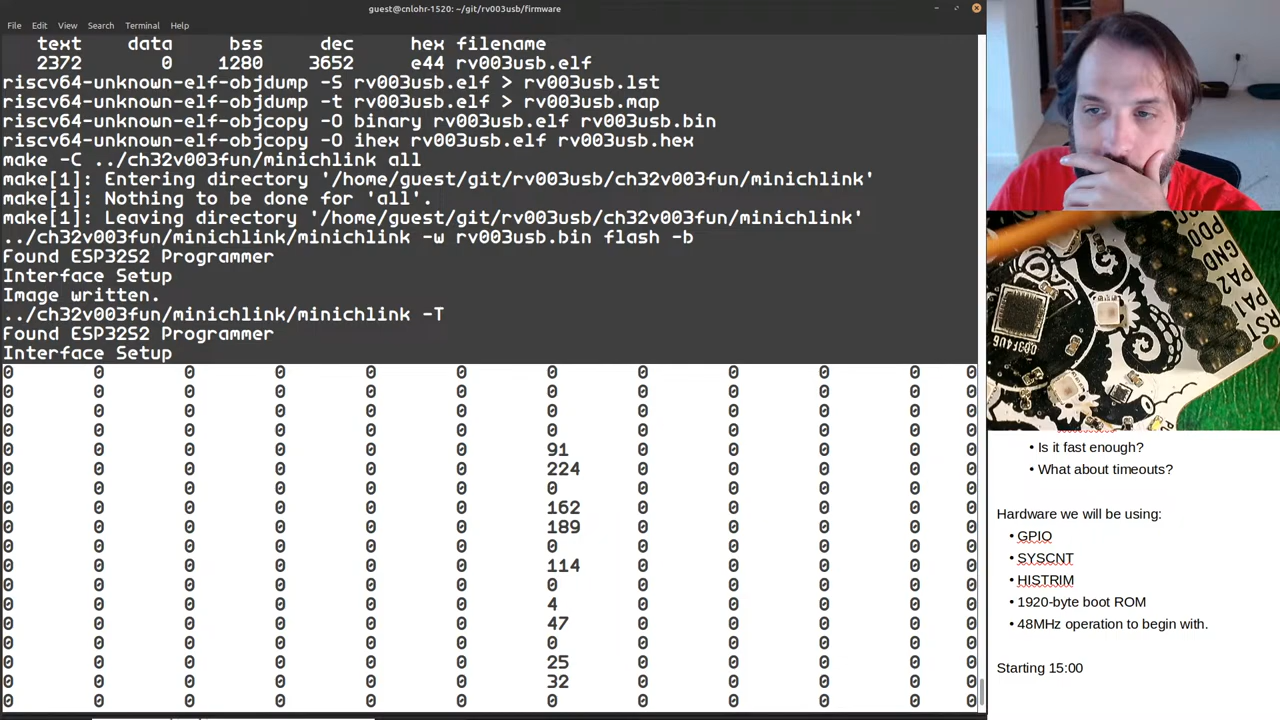 guest@cnlohr-1520: ~/git/rv003usb/firmware
File Edit View Search Terminal Help
text data bss dec hex filename
2372 0 1280 3652 e44 rv003usb.elf
riscv64-unknown-elf-objdump -S rv003usb.elf > rv003usb.lst
riscv64-unknown-elf-objdump -t rv003usb.elf > rv003usb.map
riscv64-unknown-elf-objcopy -O binary rv003usb.elf rv003usb.bin
riscv64-unknown-elf-objcopy -O ihex rv003usb.elf rv003usb.hex
make -C ../ch32v003fun/minichlink all
make[1]: Entering directory '/home/guest/git/rv003usb/ch32v003fun/minichlink'
make[1]: Nothing to be done for 'all'.
make[1]: Leaving directory '/home/guest/git/rv003usb/ch32v003fun/minichlink'
../ch32v003fun/minichlink/minichlink -w rv003usb.bin flash -b
Found ESP32S2 Programmer
Interface Setup
Image written.
../ch32v003fun/minichlink/minichlink -T
Found ESP32S2 Programmer
Interface Setup
0 0 0 0 0 0 0 0 0 0 0
0 0 0 0 0 0 0 0 0 0 0
0 0 0 0 0 0 0 0 0 0 0
0 0 0 0 0 0 0 0 0 0 0
0 0 0 0 0 0 91 0 0 0 0 0
0 0 0 0 0 0 224 0 0 0 0 0
0 0 0 0 0 0 0 0 0 0 0
0 0 0 0 0 0 162 0 0 0 0 0
0 0 0 0 0 0 189 0 0 0 0 0
0 0 0 0 0 0 0 0 0 0 0
0 0 0 0 0 0 114 0 0 0 0 0
0 0 0 0 0 0 0 0 0 0 0
0 0 0 0 0 0 4 0 0 0 0 0
0 0 0 0 0 0 47 0 0 0 0 0
0 0 0 0 0 0 0 0 0 0 0
0 0 0 0 0 0 25 0 0 0 0 0
0 0 0 0 0 0 32 0 0 0 0 0
0 0 0 0 0 0 0 0 0 0 0
PD0
GND
PA2
PA1
RST
003F4U6
• Is it fast enough?
• What about timeouts?
Hardware we will be using:
• GPIO
• SYSCNT
• HISTRIM
• 1920-byte boot ROM
• 48MHz operation to begin with.
Starting 15:00